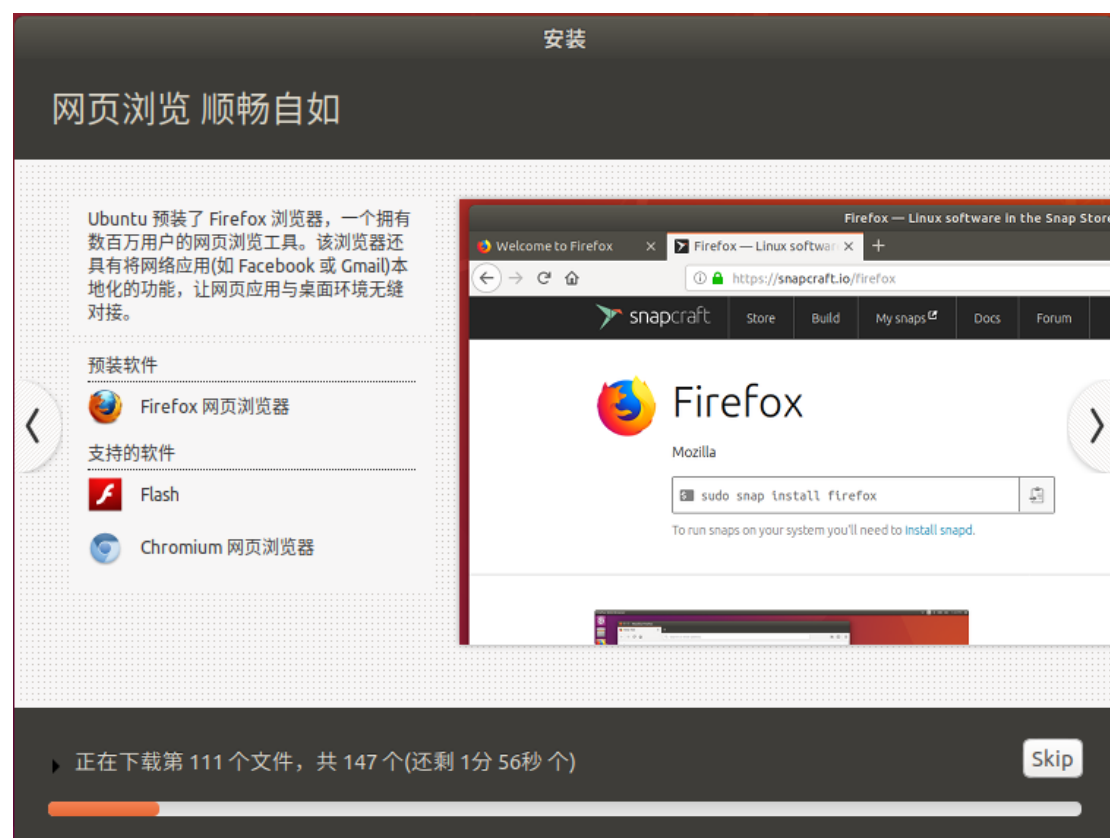 安装
网页浏览 顺畅自如
Ubuntu 预装了 Firefox 浏览器，一个拥有
数百万用户的网页浏览工具。该浏览器还
具有将网络应用(如 Facebook 或 Gmail)本
地化的功能，让网页应用与桌面环境无缝
对接。
预装软件
Firefox 网页浏览器
支持的软件
Flash
Chromium 网页浏览器
Firefox — Linux software in the Snap Store
Welcome to Firefox
Firefox — Linux softwar
https://snapcraft.io/firefox
snapcraft Store Build My snaps Docs Forum
Firefox
Mozilla
sudo snap install firefox
To run snaps on your system you'll need to install snapd.
正在下载第 111 个文件，共 147 个(还剩 1分 56秒 个)
Skip